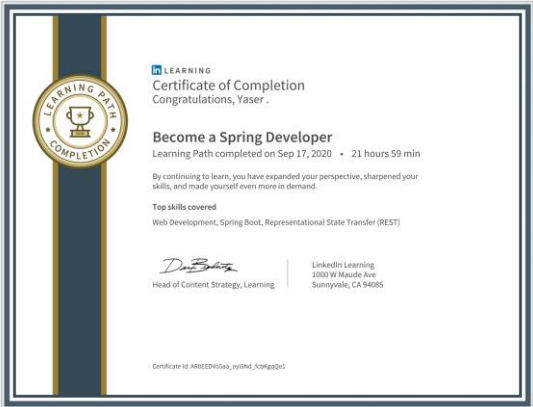 in LEARNING
Certificate of Completion
Congratulations, Yaser .
LEARNING PATH
COMPLETION
Become a Spring Developer
Learning Path completed on Sep 17, 2020 • 21 hours 59 min
By continuing to learn, you have expanded your perspective, sharpened your
skills, and made yourself even more in demand.
Top skills covered
Web Development, Spring Boot, Representational State Transfer (REST)
Head of Content Strategy, Learning
LinkedIn Learning
1000 W Maude Ave
Sunnyvale, CA 94085
Certificate Id: